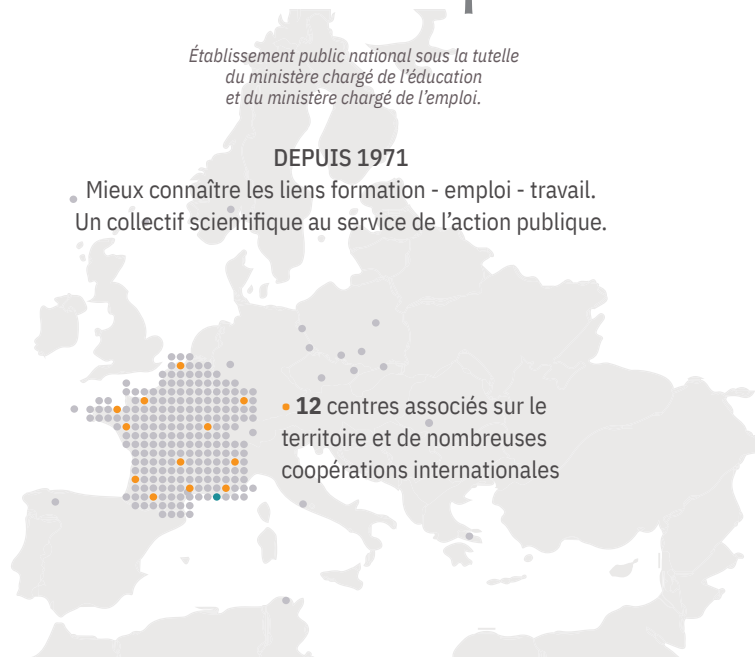 Établissement public national sous la tutelle
du ministère chargé de l’éducation
et du ministère chargé de l’emploi.
DEPUIS 1971
Mieux connaître les liens formation - emploi - travail.
Un collectif scientifique au service de l’action publique.
• 12 centres associés sur le
territoire et de nombreuses
coopérations internationales